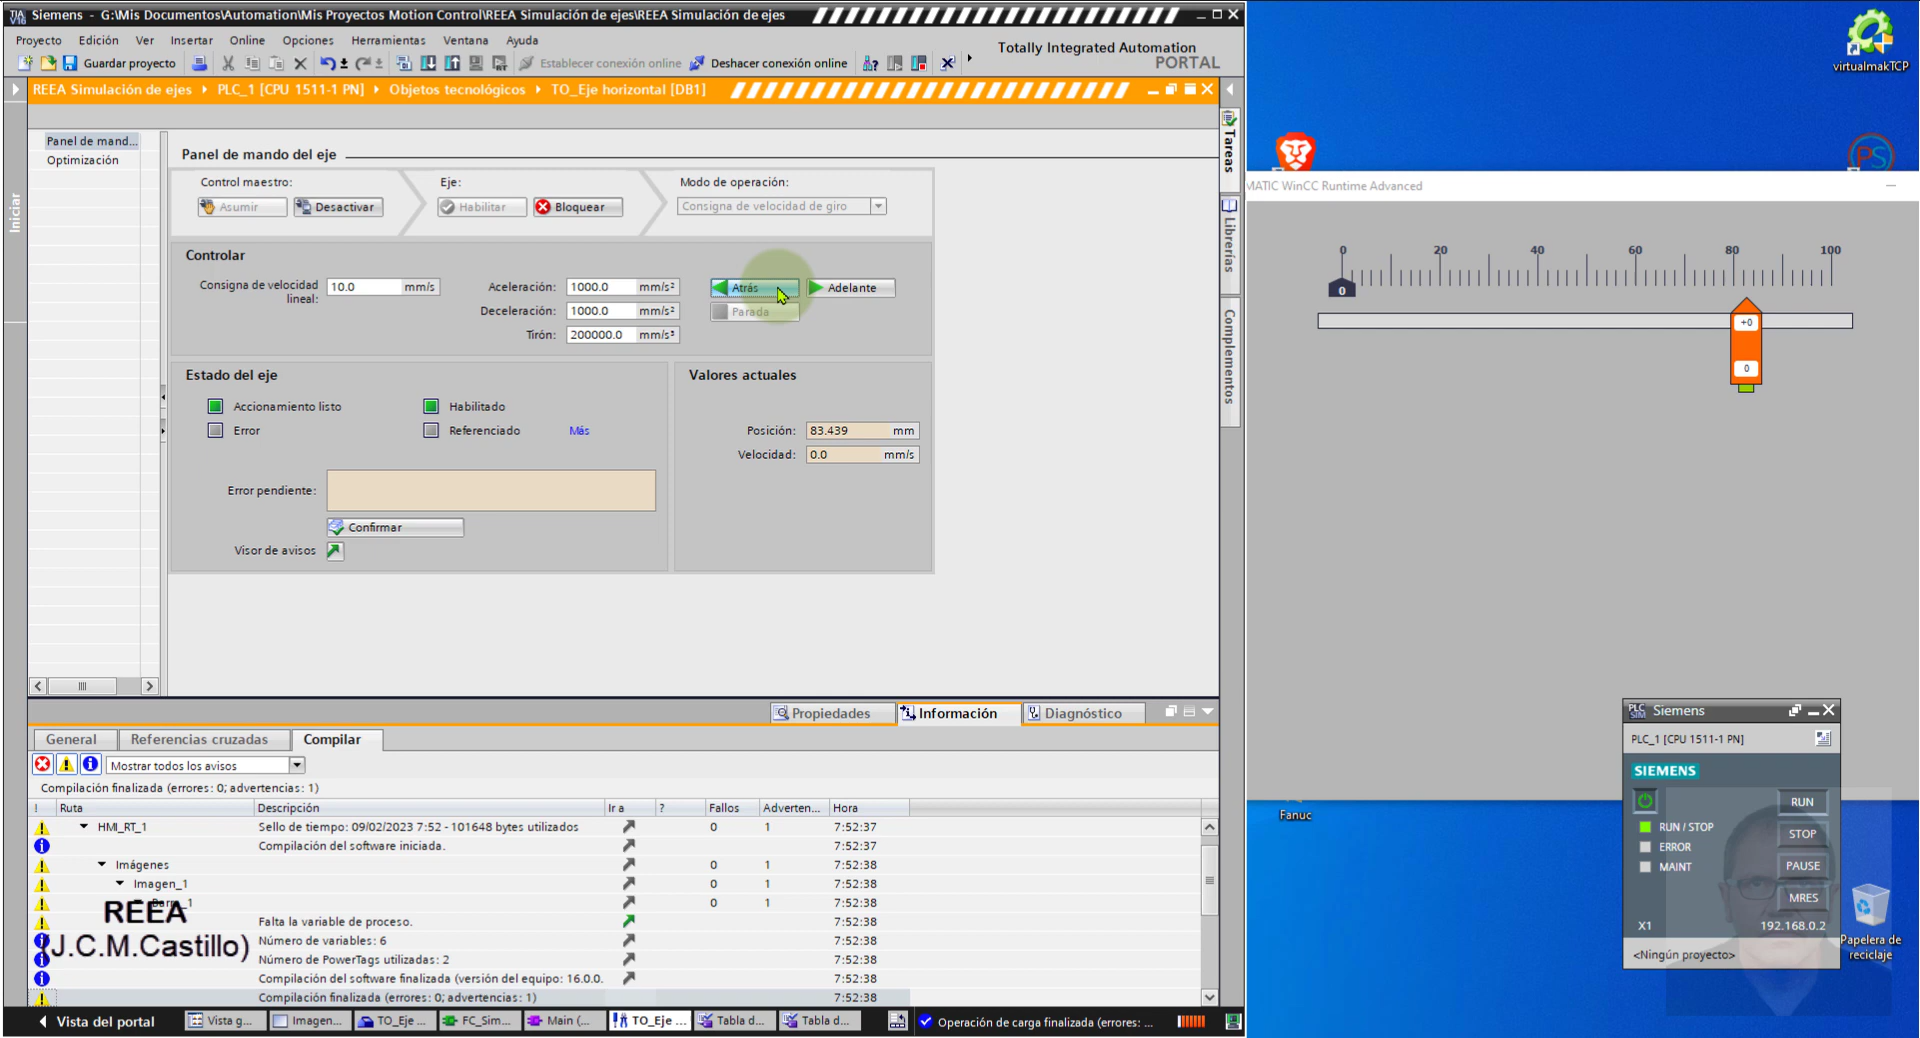 Siemens - G:\Mis Documentos\Automation\Mis Proyectos Motion Control\REEA Simulación de ejes\REEA Simulación de ejes
Proyecto Edición Ver Insertar Online Opciones Herramientas Ventana Ayuda
Totally Integrated Automation
PORTAL
Guardar proyecto
Establecer conexión online
Deshacer conexión online
REEA Simulación de ejes
PLC_1 [CPU 1511-1 PN]
Objetos tecnológicos
TO_Eje horizontal [DB1]
Iniciar
Panel de mand...
Optimización
Panel de mando del eje
Control maestro:
Eje:
Modo de operación:
Asumir
Desactivar
Habilitar
Bloquear
Consigna de velocidad de giro
Controlar
Consigna de velocidad
lineal:
10.0 mm/s
Aceleración: 1000.0 mm/s²
Deceleración: 1000.0 mm/s²
Tirón: 200000.0 mm/s³
Atrás
Adelante
Parada
Estado del eje
Accionamiento listo
Habilitado
Error
Referenciado
Más
Error pendiente:
Confirmar
Visor de avisos
Valores actuales
Posición: 83.439 mm
Velocidad: 0.0 mm/s
Tareas
Librerías
Complementos
Propiedades
Información
Diagnóstico
General
Referencias cruzadas
Compilar
Mostrar todos los avisos
Compilación finalizada (errores: 0; advertencias: 1)
! Ruta Descripción Ir a ? Fallos Adverten... Hora
HMI_RT_1 Sello de tiempo: 09/02/2023 7:52 - 101648 bytes utilizados 0 1 7:52:37
Compilación del software iniciada. 7:52:37
Imágenes 0 1 7:52:38
Imagen_1 0 1 7:52:38
Barra_1 0 1 7:52:38
Falta la variable de proceso. 7:52:38
Número de variables: 6 7:52:38
Número de PowerTags utilizadas: 2 7:52:38
Compilación del software finalizada (versión del equipo: 16.0.0. 7:52:38
Compilación finalizada (errores: 0; advertencias: 1) 7:52:38
REEA
(J.C.M.Castillo)
Vista del portal
Vista g...
Imagen...
TO_Eje ...
FC_Sim...
Main (...
TO_Eje ...
Tabla d...
Tabla d...
Operación de carga finalizada (errores: ...
virtualmakTCP
PS
MATIC WinCC Runtime Advanced
0 20 40 60 80 100
0
+0
0
Fanuc
PLC
SIM
Siemens
PLC_1 [CPU 1511-1 PN]
SIEMENS
RUN
RUN / STOP
STOP
ERROR
MAINT
PAUSE
MRES
X1 192.168.0.2
<Ningún proyecto>
Papelera de
reciclaje